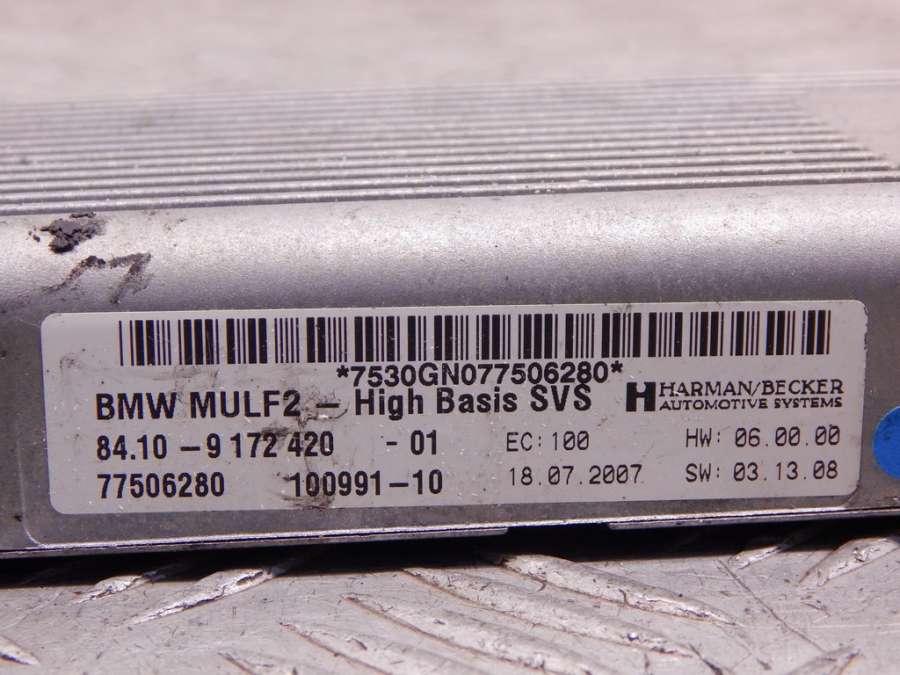 *7530GN077506280*
BMW MULF2 - High Basis SVS
HARMAN/BECKER
AUTOMOTIVE SYSTEMS
84.10 - 9 172 420 - 01 EC: 100 HW: 06.00.00
77506280 100991-10 18.07.2007 SW: 03.13.08